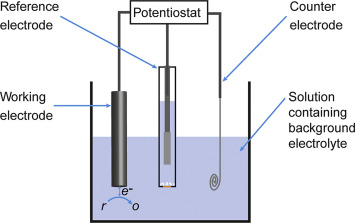 Reference
electrode
Potentiostat
Counter
electrode
Working
electrode
Solution
containing
background
electrolyte
e-
r o